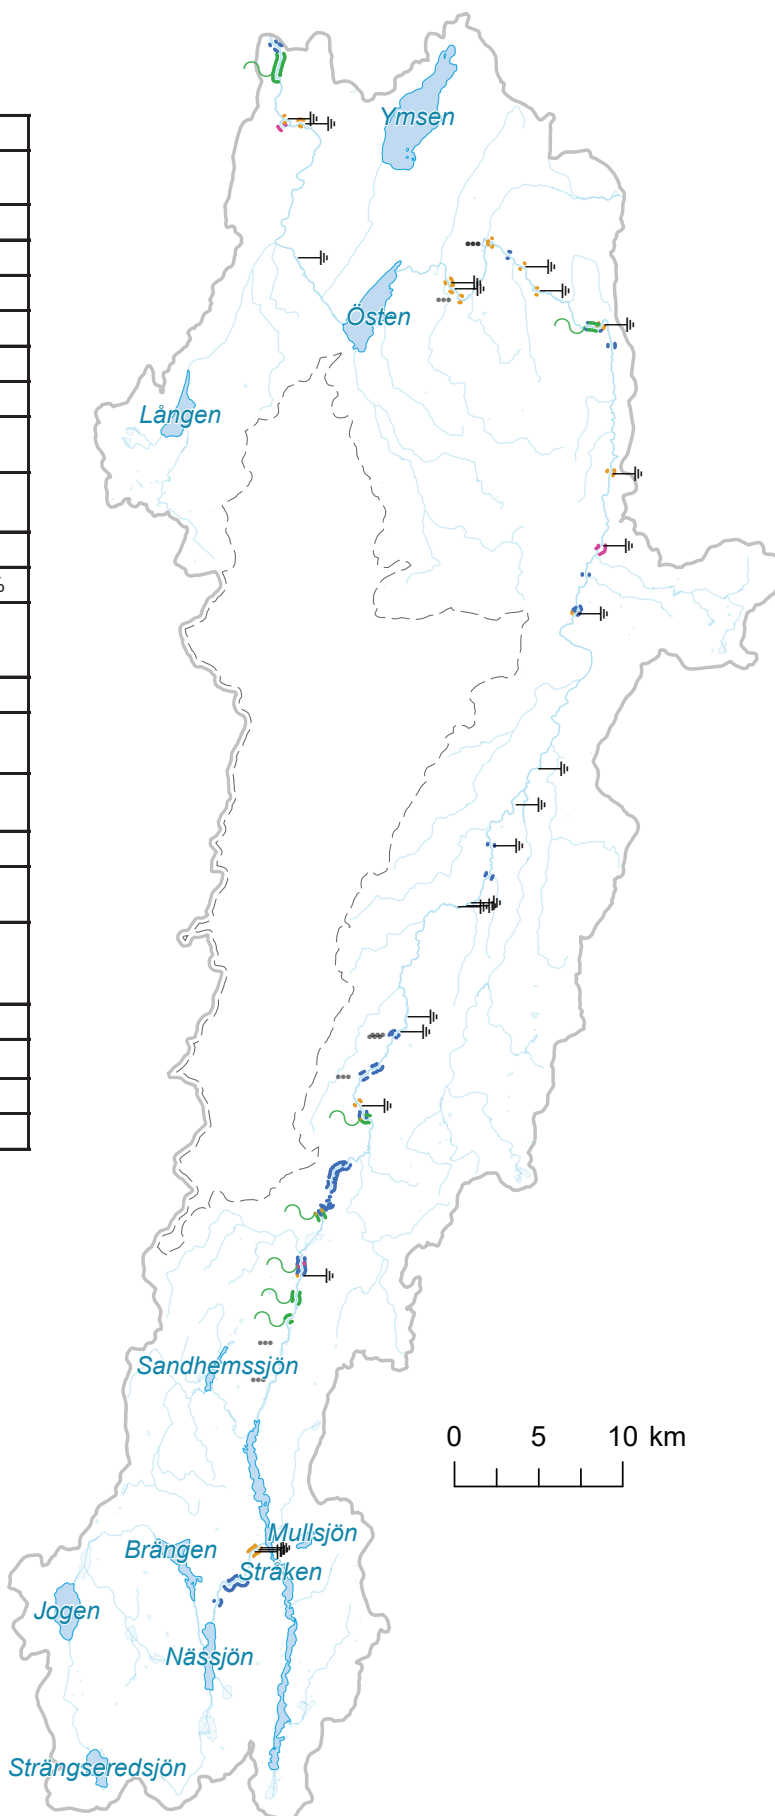 Ymsen
Östen
Lången
%
Sandhemssjön
0 5 10 km
Mullsjön
Brängen
Stråken
Jogen
Nässjön
Strängseredsjön